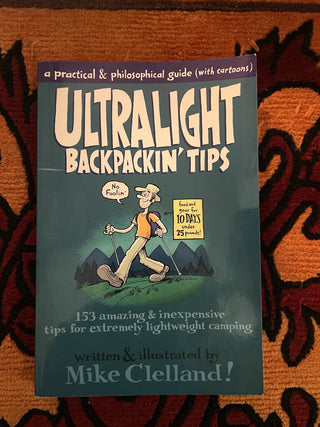 a practical & philosophical guide (with cartoons)
ULTRALIGHT
BACKPACKIN' TIPS
No
Foolin'
food and
gear for
10 DAYS
under
25 pounds!
153 amazing & inexpensive
tips for extremely lightweight camping
written & illustrated by
Mike Clelland!